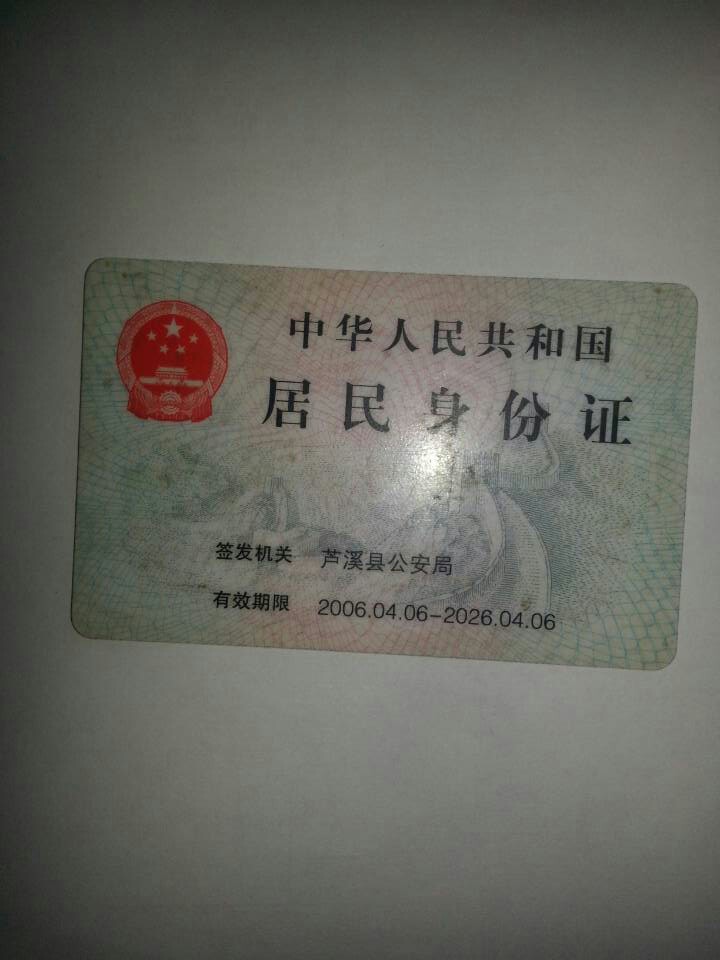 中华人民共和国
居民身份证
签发机关 芦溪县公安局
有效期限 2006.04.06-2026.04.06